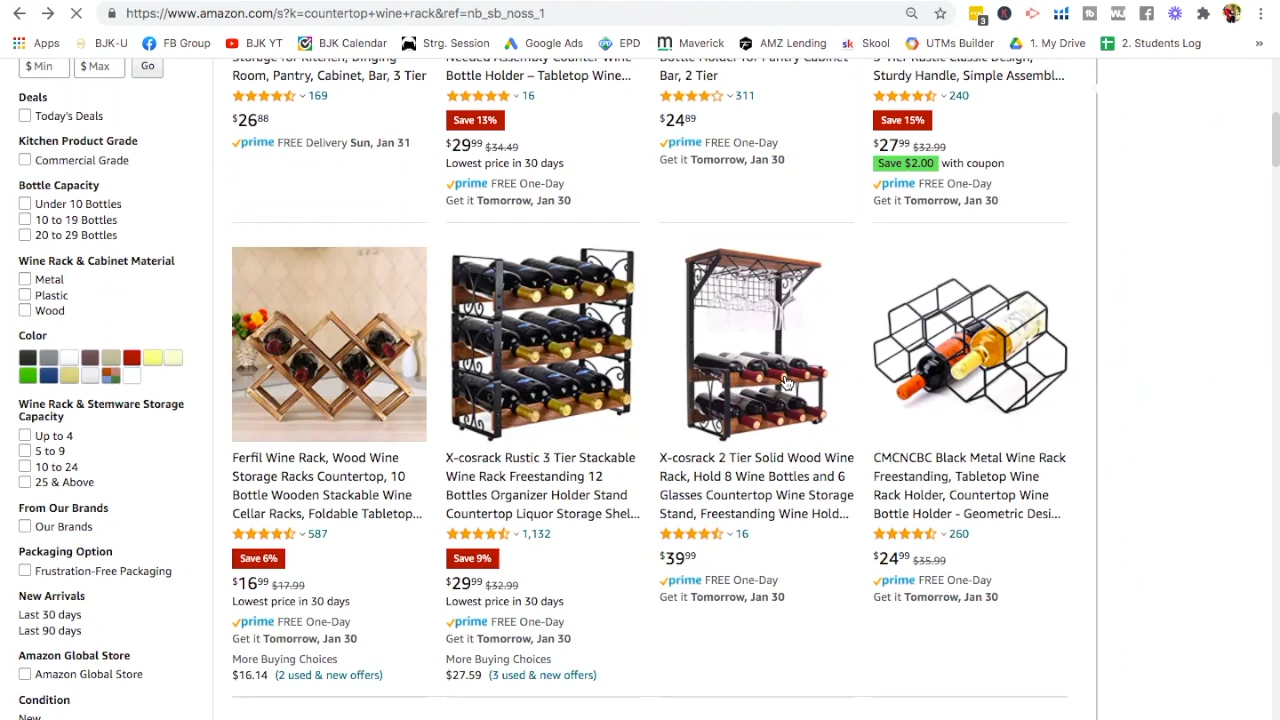 https://www.amazon.com/s?k=countertop+wine+rack&ref=nb_sb_noss_1
3
Apps
BJK-U
FB Group
BJK YT
BJK Calendar
Strg. Session
Google Ads
EPD
Maverick
AMZ Lending
sk Skool
UTMs Builder
1. My Drive
2. Students Log
»
$ Min
$ Max
Go
Deals
Today's Deals
Kitchen Product Grade
Commercial Grade
Bottle Capacity
Under 10 Bottles
10 to 19 Bottles
20 to 29 Bottles
Wine Rack & Cabinet Material
Metal
Plastic
Wood
Color
Wine Rack & Stemware Storage
Capacity
Up to 4
5 to 9
10 to 24
25 & Above
From Our Brands
Our Brands
Packaging Option
Frustration-Free Packaging
New Arrivals
Last 30 days
Last 90 days
Amazon Global Store
Amazon Global Store
Condition
New
Storage for Kitchen, Dinging
Room, Pantry, Cabinet, Bar, 3 Tier
169
$26 88
prime FREE Delivery Sun, Jan 31
Needed Assembly Counter Wine
Bottle Holder – Tabletop Wine...
16
Save 13%
$29 99 $34.49
Lowest price in 30 days
prime FREE One-Day
Get it Tomorrow, Jan 30
Bottle Holder for Pantry Cabinet
Bar, 2 Tier
311
$24 89
prime FREE One-Day
Get it Tomorrow, Jan 30
3-Tier Rustic Classic Design,
Sturdy Handle, Simple Assembl...
240
Save 15%
$27 99 $32.99
Save $2.00 with coupon
prime FREE One-Day
Get it Tomorrow, Jan 30
Ferfil Wine Rack, Wood Wine
Storage Racks Countertop, 10
Bottle Wooden Stackable Wine
Cellar Racks, Foldable Tabletop...
587
Save 6%
$16 99 $17.99
Lowest price in 30 days
prime FREE One-Day
Get it Tomorrow, Jan 30
More Buying Choices
$16.14 (2 used & new offers)
X-cosrack Rustic 3 Tier Stackable
Wine Rack Freestanding 12
Bottles Organizer Holder Stand
Countertop Liquor Storage Shel...
1,132
Save 9%
$29 99 $32.99
Lowest price in 30 days
prime FREE One-Day
Get it Tomorrow, Jan 30
More Buying Choices
$27.59 (3 used & new offers)
X-cosrack 2 Tier Solid Wood Wine
Rack, Hold 8 Wine Bottles and 6
Glasses Countertop Wine Storage
Stand, Freestanding Wine Hold...
16
$39 99
prime FREE One-Day
Get it Tomorrow, Jan 30
CMCNCBC Black Metal Wine Rack
Freestanding, Tabletop Wine
Rack Holder, Countertop Wine
Bottle Holder - Geometric Desi...
260
$24 99 $35.99
prime FREE One-Day
Get it Tomorrow, Jan 30